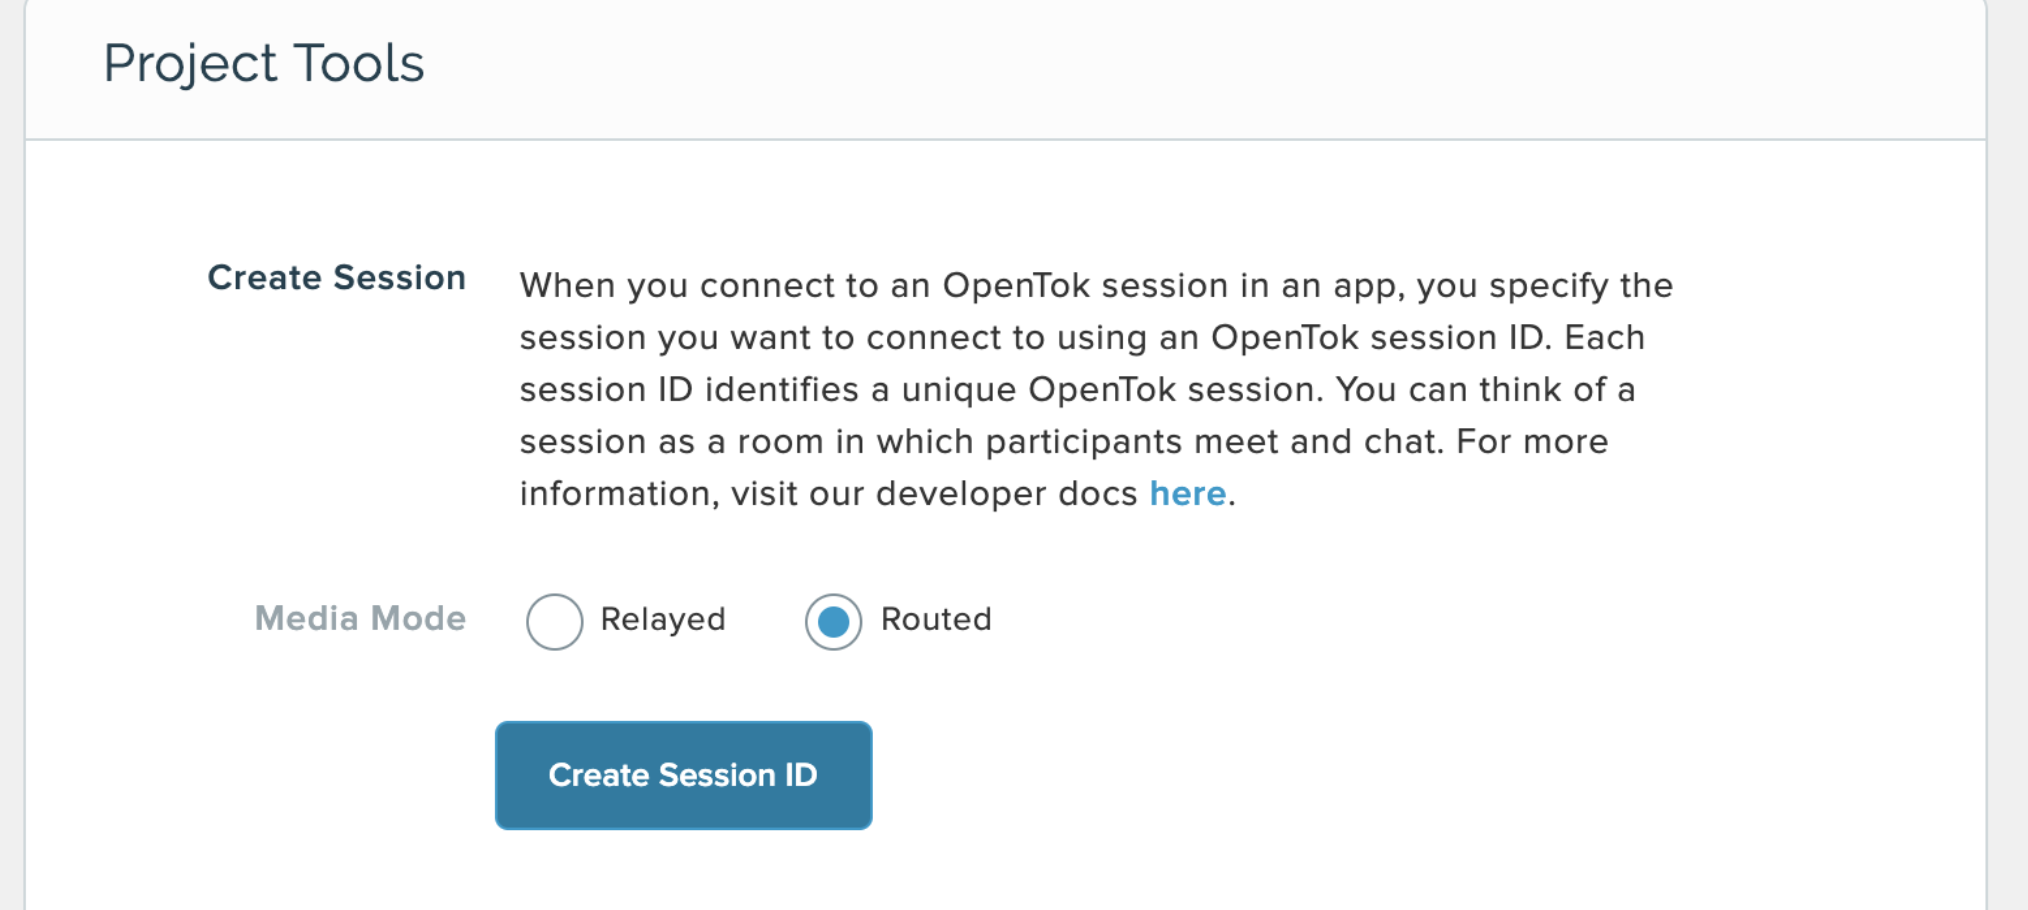 Project Tools
Create Session
When you connect to an OpenTok session in an app, you specify the
session you want to connect to using an OpenTok session ID. Each
session ID identifies a unique OpenTok session. You can think of a
session as a room in which participants meet and chat. For more
information, visit our developer docs here.
Media Mode
Relayed
Routed
Create Session ID